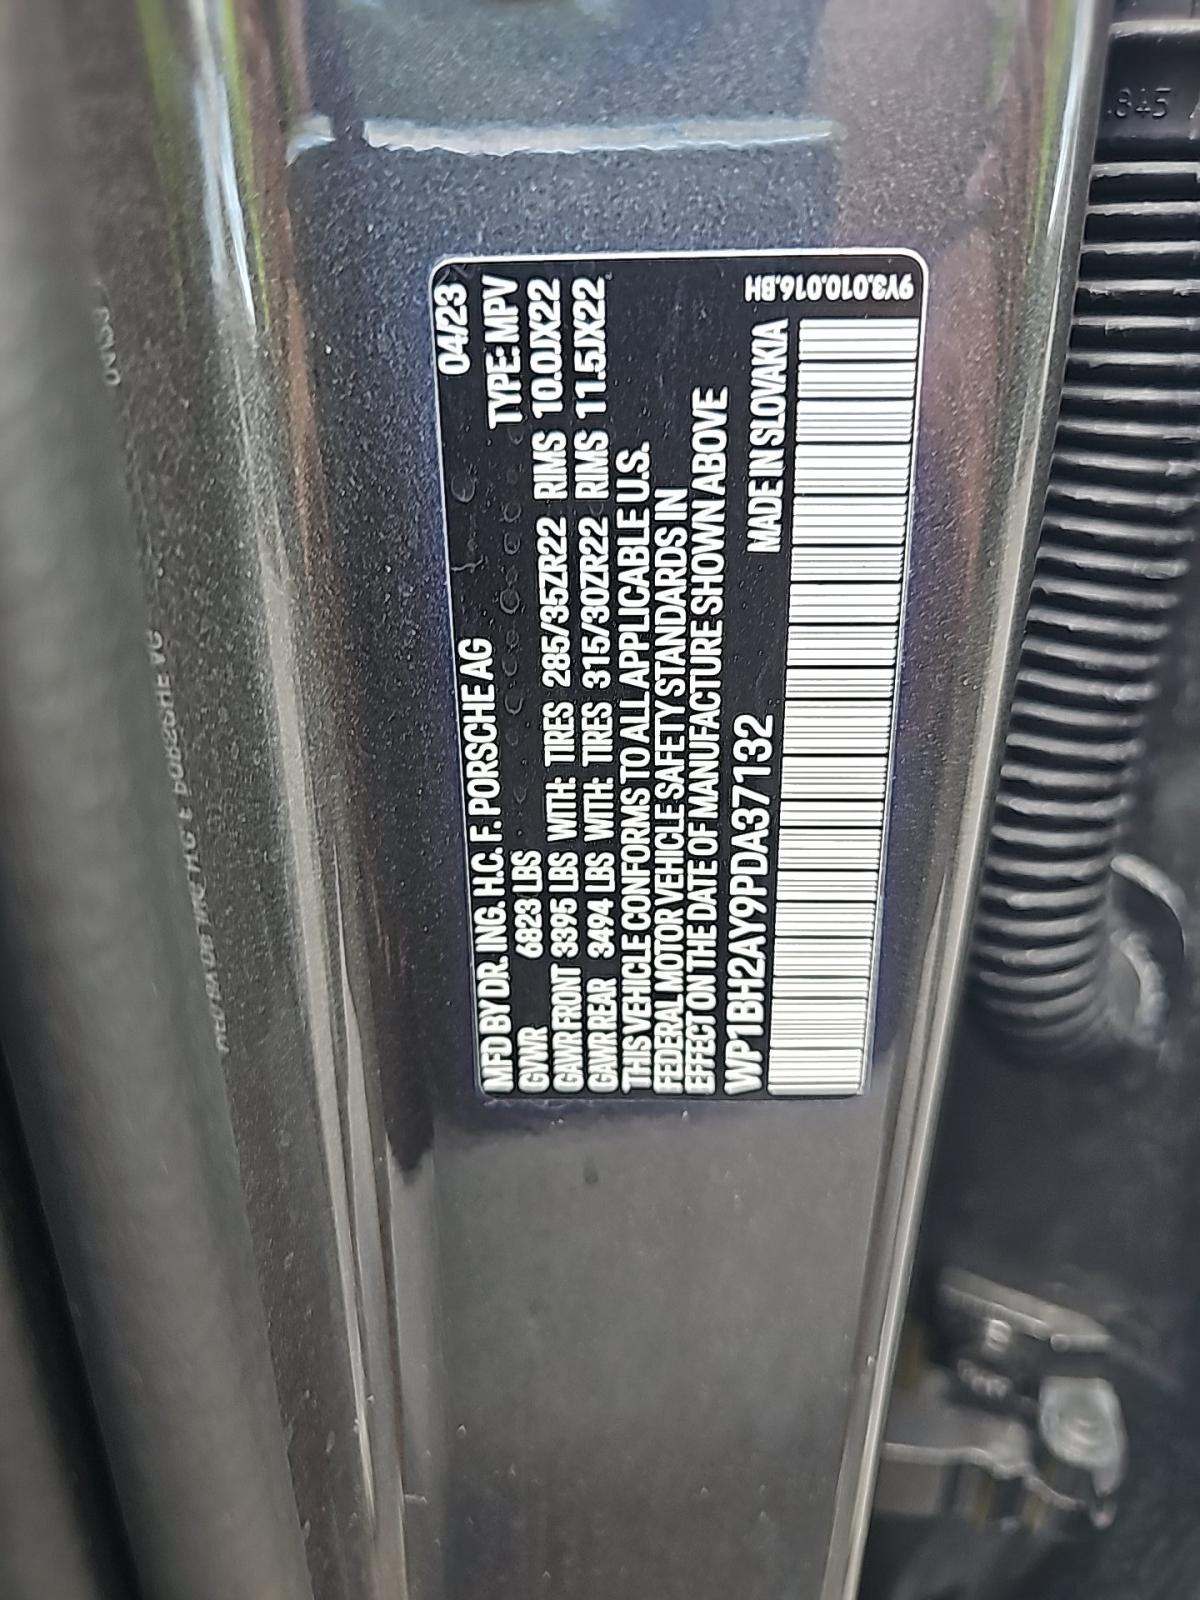 MFD BY DR. ING. H.C. F. PORSCHE AG 04/23
GVWR 6823 LBS TYPE: MPV
GAWR FRONT 3395 LBS WITH: TIRES 285/35ZR22 RIMS 10.0JX22
GAWR REAR 3494 LBS WITH: TIRES 315/30ZR22 RIMS 11.5JX22
THIS VEHICLE CONFORMS TO ALL APPLICABLE U.S.
FEDERAL MOTOR VEHICLE SAFETY STANDARDS IN
EFFECT ON THE DATE OF MANUFACTURE SHOWN ABOVE
WP1BH2AY9PDA37132 MADE IN SLOVAKIA
9Y3.010.016.BH
845